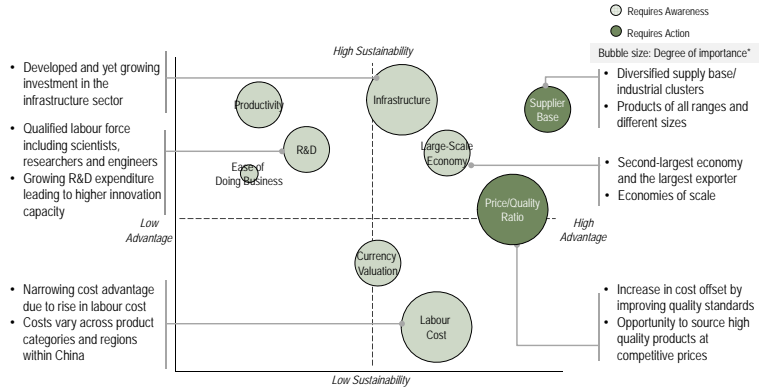 Requires Awareness
Requires Action
Bubble size: Degree of importance*
High Sustainability
• Developed and yet growing
investment in the
infrastructure sector
• Qualified labour force
including scientists,
researchers and engineers
• Growing R&D expenditure
leading to higher innovation
capacity
Low
Advantage
• Narrowing cost advantage
due to rise in labour cost
• Costs vary across product
categories and regions
within China
Productivity
Infrastructure
Supplier
Base
R&D
Large-Scale
Economy
Ease of
Doing Business
Price/Quality
Ratio
Currency
Valuation
Labour
Cost
• Diversified supply base/
industrial clusters
• Products of all ranges and
different sizes
• Second-largest economy
and the largest exporter
• Economies of scale
High
Advantage
• Increase in cost offset by
improving quality standards
• Opportunity to source high
quality products at
competitive prices
Low Sustainability